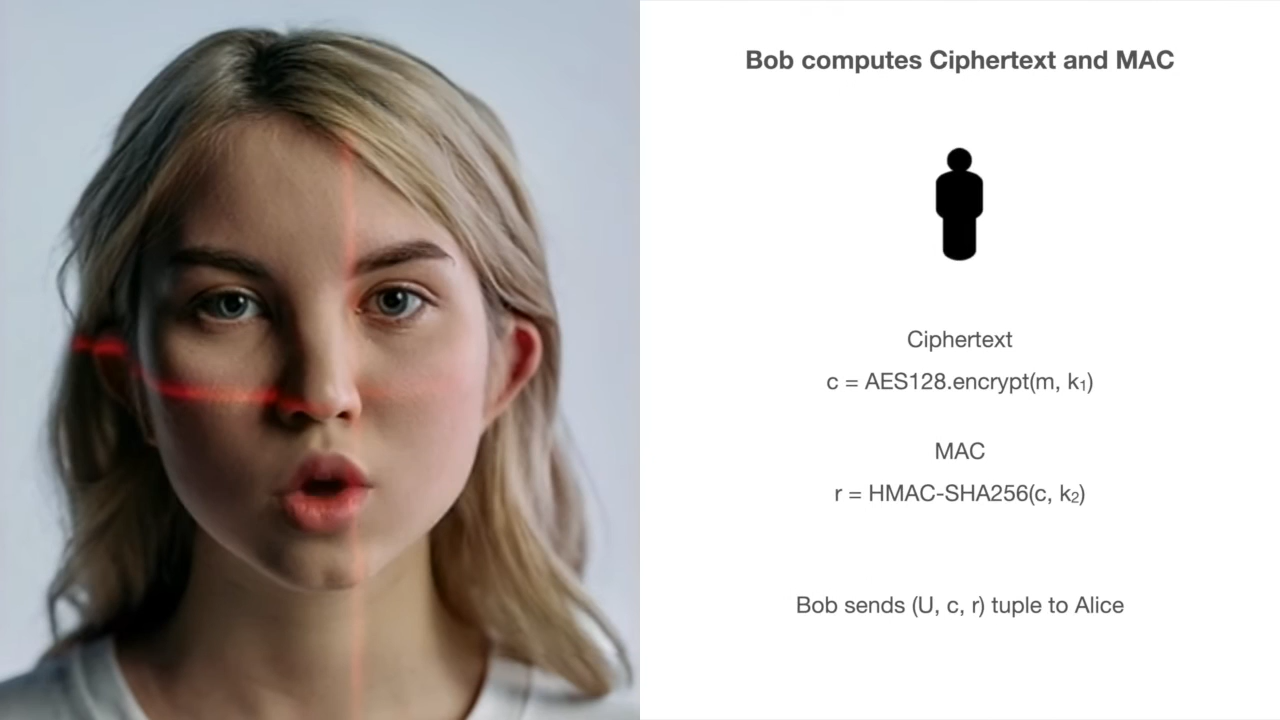 Bob computes Ciphertext and MAC
Ciphertext
c = AES128.encrypt(m, k₁)
MAC
r = HMAC-SHA256(c, k₂)
Bob sends (U, c, r) tuple to Alice